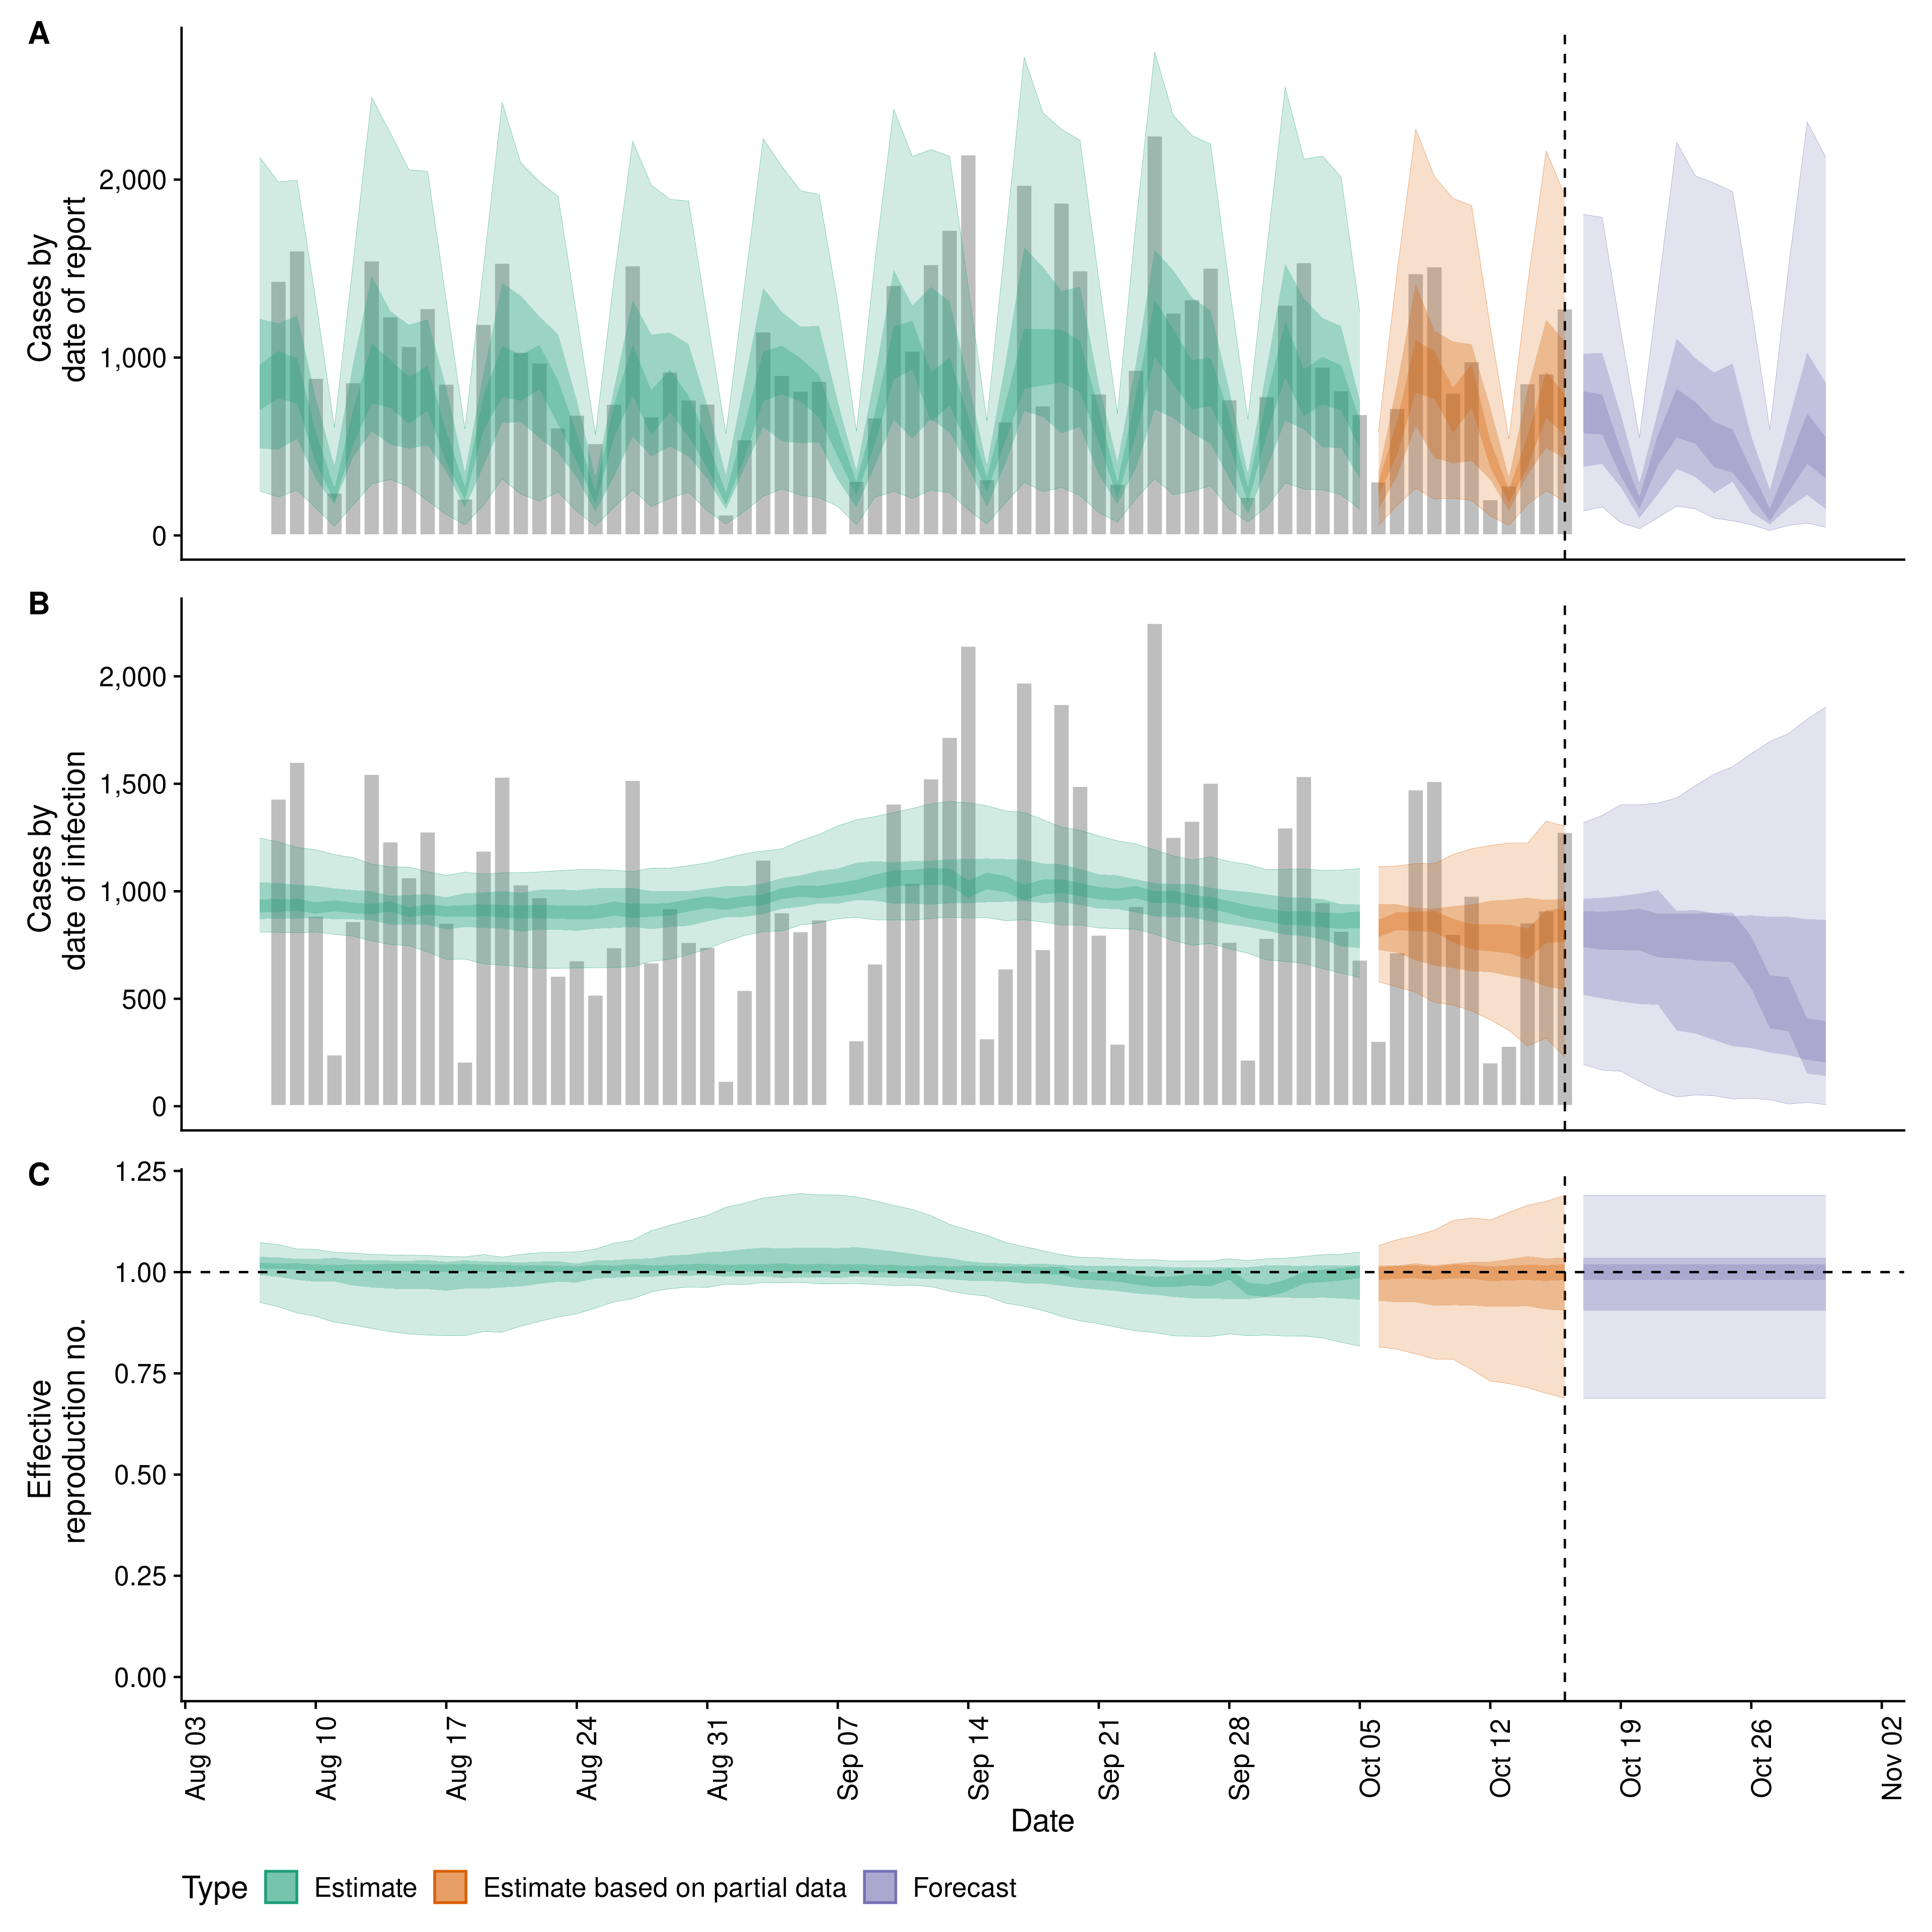 A
Cases by
date of report
2,000
1,000
0
B
Cases by
date of infection
2,000
1,500
1,000
500
0
C
Effective
reproduction no.
1.25
1.00
0.75
0.50
0.25
0.00
Aug 03
Aug 10
Aug 17
Aug 24
Aug 31
Sep 07
Sep 14
Sep 21
Sep 28
Oct 05
Oct 12
Oct 19
Oct 26
Nov 02
Date
Type Estimate Estimate based on partial data Forecast